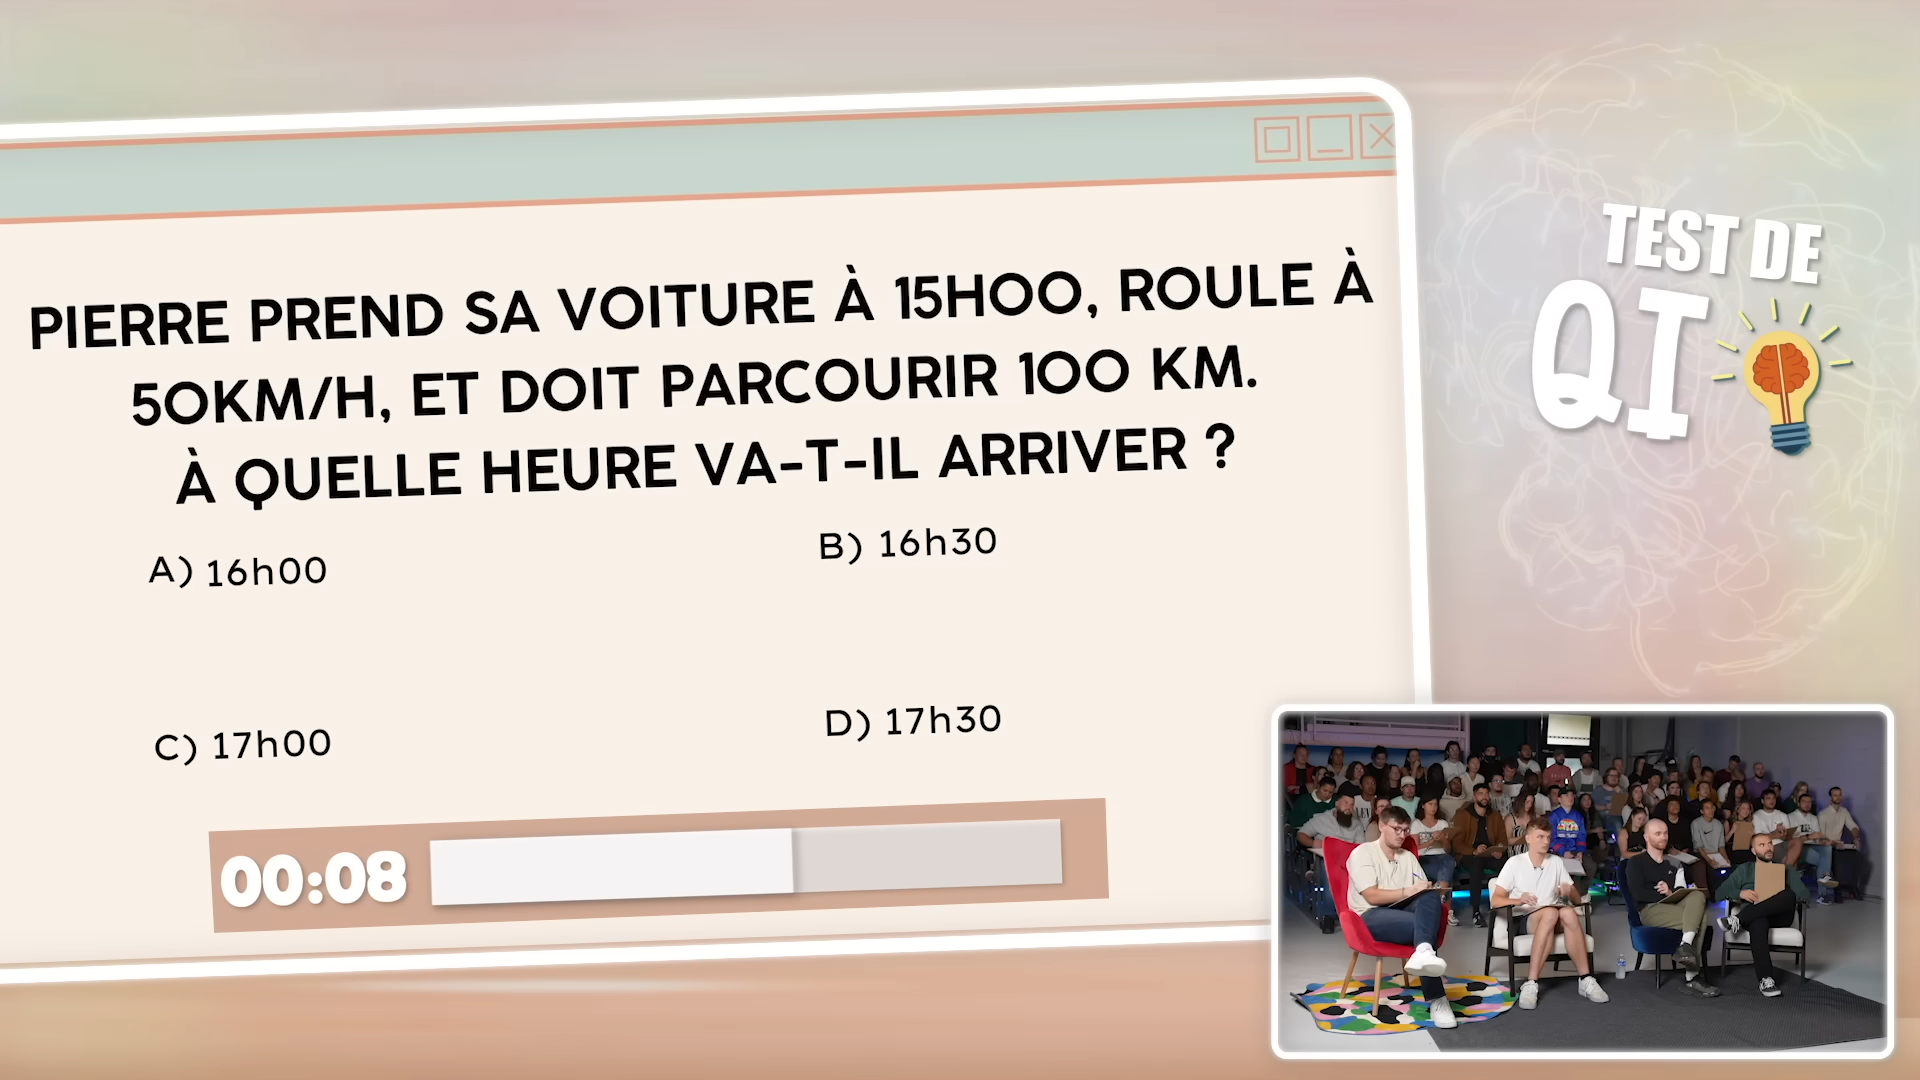 PIERRE PREND SA VOITURE À 15H00, ROULE À
50KM/H, ET DOIT PARCOURIR 100 KM.
À QUELLE HEURE VA-T-IL ARRIVER ?
A) 16h00
B) 16h30
C) 17h00
D) 17h30
00:08
TEST DE
QI